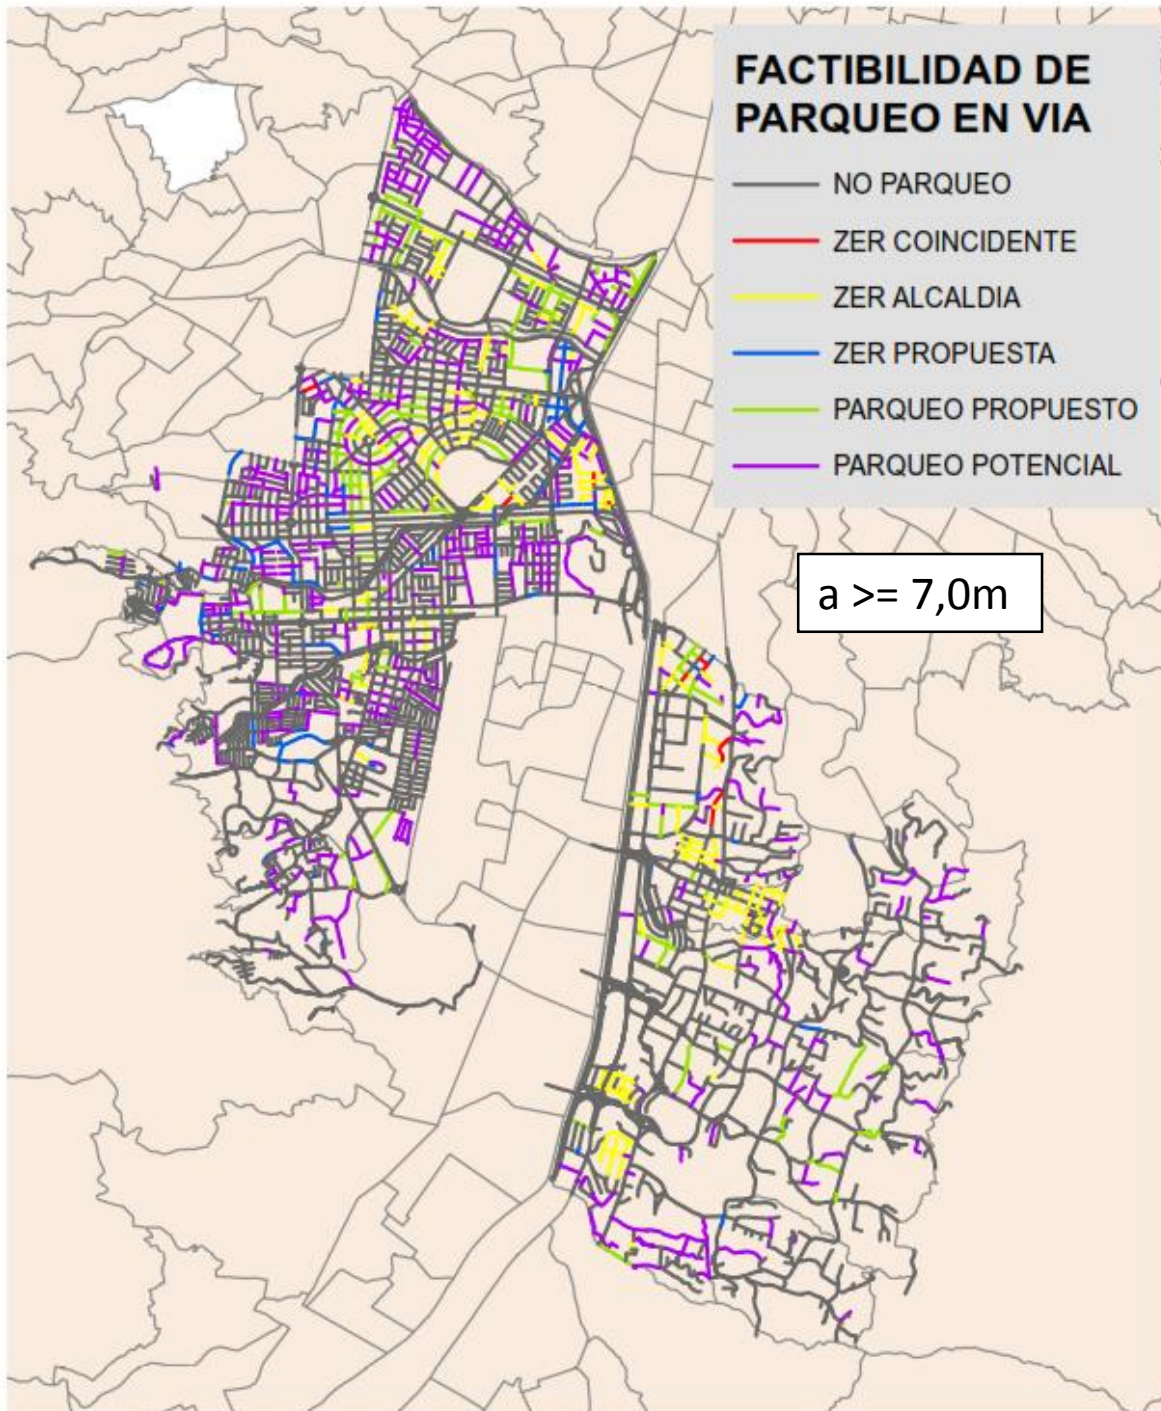 FACTIBILIDAD DE
PARQUEO EN VIA
NO PARQUEO
ZER COINCIDENTE
ZER ALCALDIA
ZER PROPUESTA
PARQUEO PROPUESTO
PARQUEO POTENCIAL
a >= 7,0m